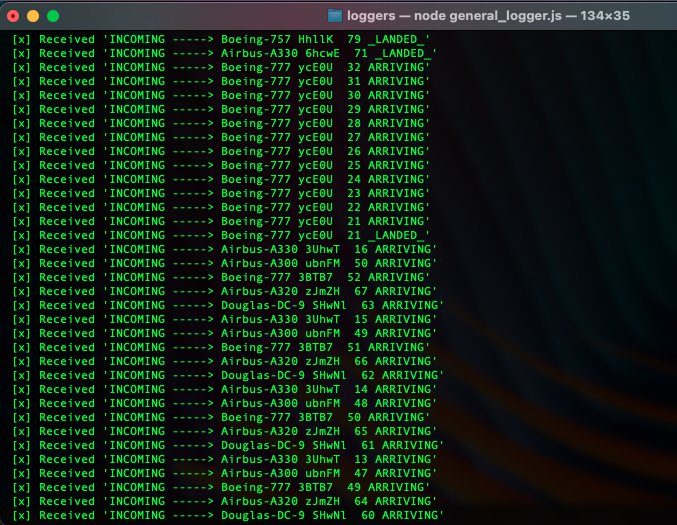 loggers — node general_logger.js — 134×35
[x] Received 'INCOMING -----> Boeing-757 HhllK  79 _LANDED_'
[x] Received 'INCOMING -----> Airbus-A330 6hcwE  71 _LANDED_'
[x] Received 'INCOMING -----> Boeing-777 ycE0U  32 ARRIVING'
[x] Received 'INCOMING -----> Boeing-777 ycE0U  31 ARRIVING'
[x] Received 'INCOMING -----> Boeing-777 ycE0U  30 ARRIVING'
[x] Received 'INCOMING -----> Boeing-777 ycE0U  29 ARRIVING'
[x] Received 'INCOMING -----> Boeing-777 ycE0U  28 ARRIVING'
[x] Received 'INCOMING -----> Boeing-777 ycE0U  27 ARRIVING'
[x] Received 'INCOMING -----> Boeing-777 ycE0U  26 ARRIVING'
[x] Received 'INCOMING -----> Boeing-777 ycE0U  25 ARRIVING'
[x] Received 'INCOMING -----> Boeing-777 ycE0U  24 ARRIVING'
[x] Received 'INCOMING -----> Boeing-777 ycE0U  23 ARRIVING'
[x] Received 'INCOMING -----> Boeing-777 ycE0U  22 ARRIVING'
[x] Received 'INCOMING -----> Boeing-777 ycE0U  21 ARRIVING'
[x] Received 'INCOMING -----> Boeing-777 ycE0U  21 _LANDED_'
[x] Received 'INCOMING -----> Airbus-A330 3UhwT  16 ARRIVING'
[x] Received 'INCOMING -----> Airbus-A300 ubnFM  50 ARRIVING'
[x] Received 'INCOMING -----> Boeing-777 3BTB7  52 ARRIVING'
[x] Received 'INCOMING -----> Airbus-A320 zJmZH  67 ARRIVING'
[x] Received 'INCOMING -----> Douglas-DC-9 SHwNl  63 ARRIVING'
[x] Received 'INCOMING -----> Airbus-A330 3UhwT  15 ARRIVING'
[x] Received 'INCOMING -----> Airbus-A300 ubnFM  49 ARRIVING'
[x] Received 'INCOMING -----> Boeing-777 3BTB7  51 ARRIVING'
[x] Received 'INCOMING -----> Airbus-A320 zJmZH  66 ARRIVING'
[x] Received 'INCOMING -----> Douglas-DC-9 SHwNl  62 ARRIVING'
[x] Received 'INCOMING -----> Airbus-A330 3UhwT  14 ARRIVING'
[x] Received 'INCOMING -----> Airbus-A300 ubnFM  48 ARRIVING'
[x] Received 'INCOMING -----> Boeing-777 3BTB7  50 ARRIVING'
[x] Received 'INCOMING -----> Airbus-A320 zJmZH  65 ARRIVING'
[x] Received 'INCOMING -----> Douglas-DC-9 SHwNl  61 ARRIVING'
[x] Received 'INCOMING -----> Airbus-A330 3UhwT  13 ARRIVING'
[x] Received 'INCOMING -----> Airbus-A300 ubnFM  47 ARRIVING'
[x] Received 'INCOMING -----> Boeing-777 3BTB7  49 ARRIVING'
[x] Received 'INCOMING -----> Airbus-A320 zJmZH  64 ARRIVING'
[x] Received 'INCOMING -----> Douglas-DC-9 SHwNl  60 ARRIVING'